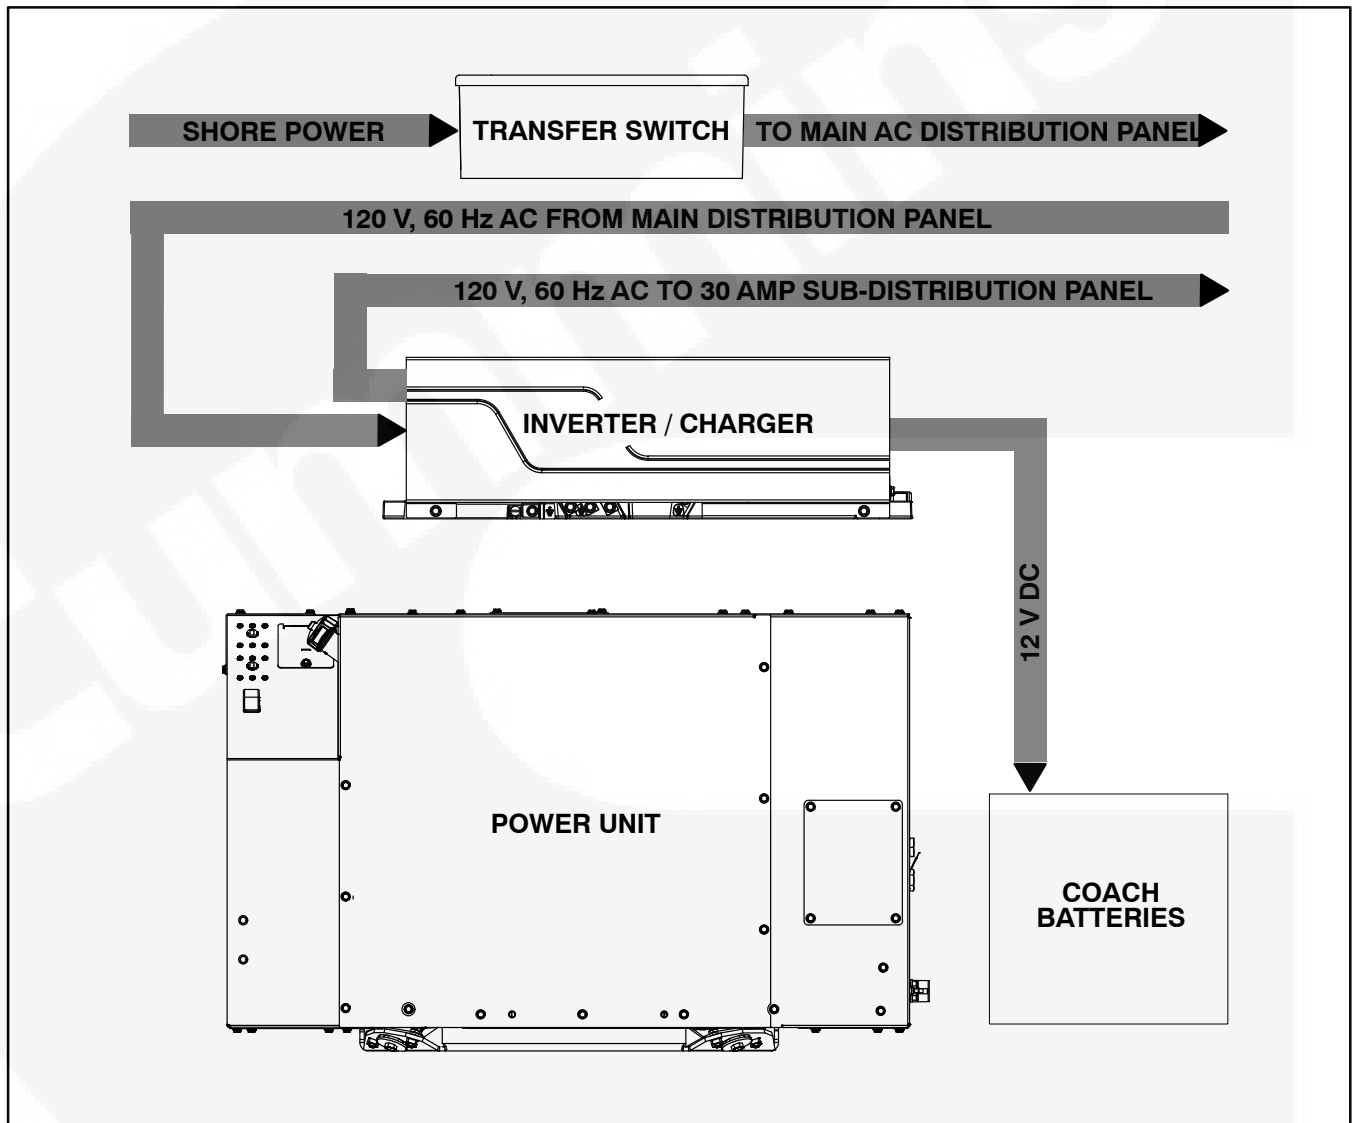 SHORE POWER
TRANSFER SWITCH
TO MAIN AC DISTRIBUTION PANEL
120 V, 60 Hz AC FROM MAIN DISTRIBUTION PANEL
120 V, 60 Hz AC TO 30 AMP SUB-DISTRIBUTION PANEL
INVERTER / CHARGER
12 V DC
POWER UNIT
COACH
BATTERIES
Cummins